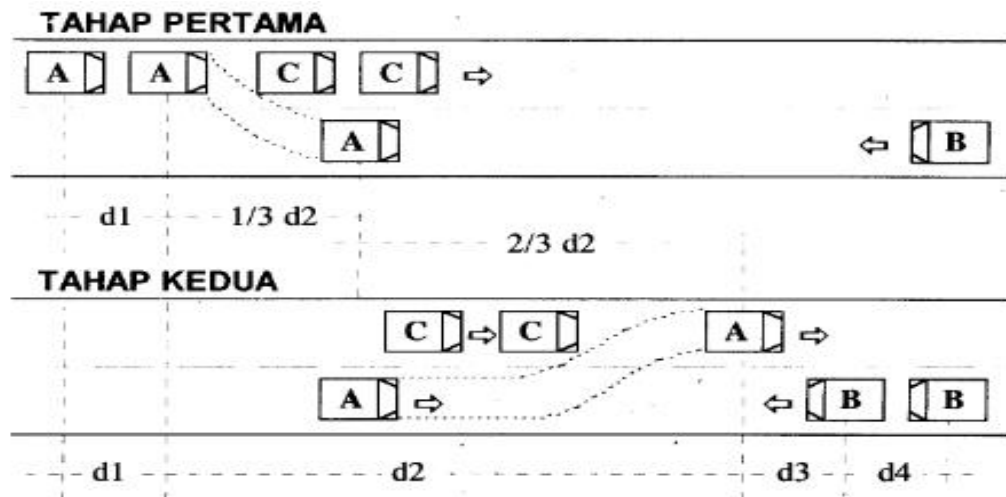 TAHAP PERTAMA
A A C C
A B
d1 1/3 d2
2/3 d2
TAHAP KEDUA
C C A
A B B
d1 d2 d3 d4